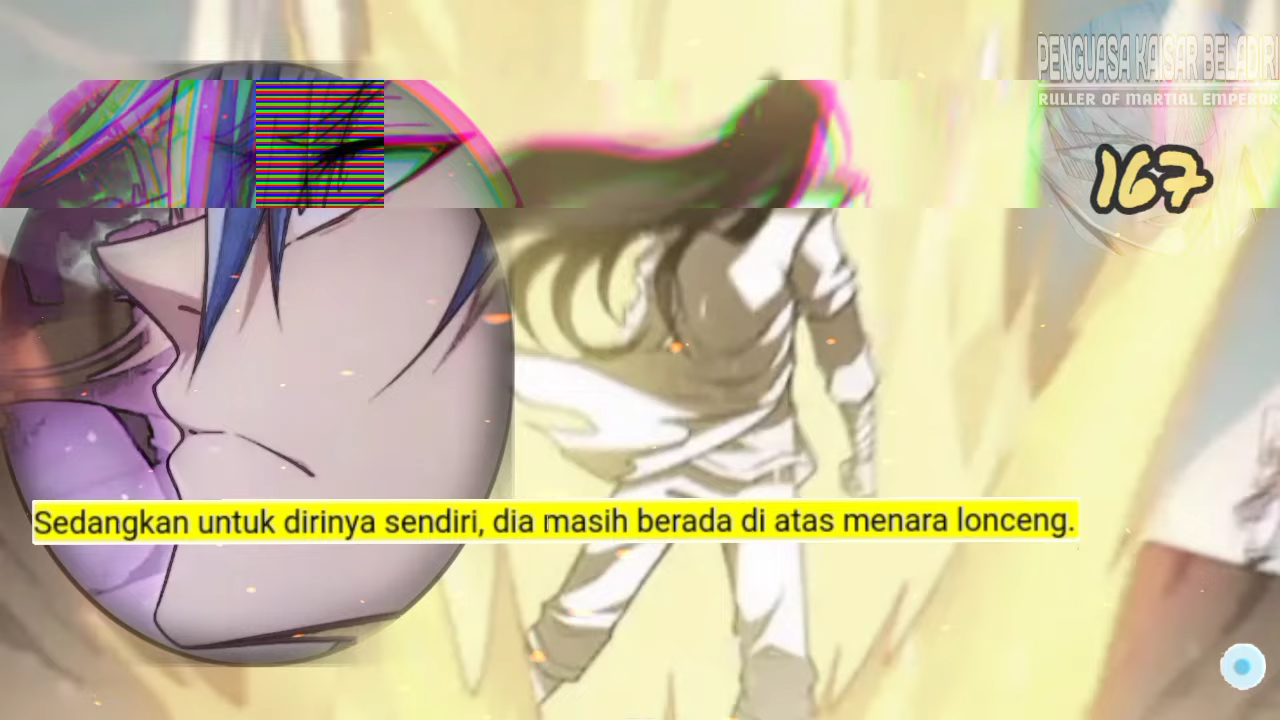 PENGUASA KAISAR BELADIRI
RULLER OF MARTIAL EMPEROR
167
Sedangkan untuk dirinya sendiri, dia masih berada di atas menara lonceng.